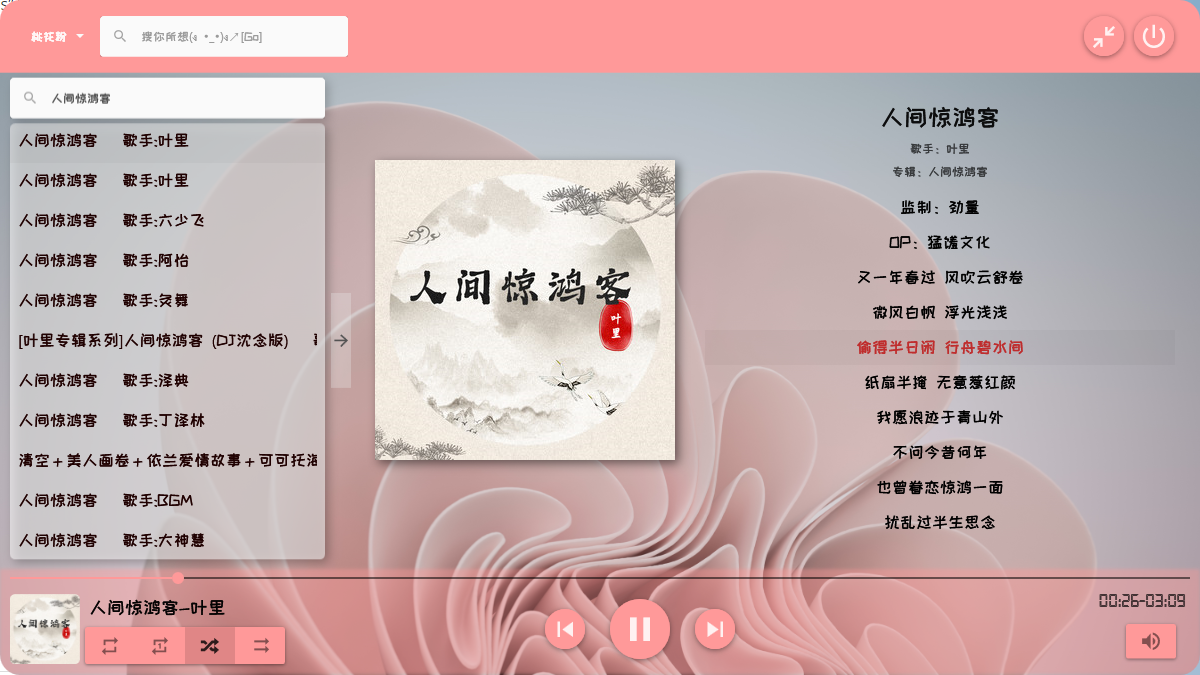 桃花粉
搜你所想(ง •_•)ง↗[Go]
人间惊鸿客
人间惊鸿客 歌手:叶里
人间惊鸿客 歌手:叶里
人间惊鸿客 歌手:六少飞
人间惊鸿客 歌手:阿怡
人间惊鸿客 歌手:突舞
[叶里专辑系列]人间惊鸿客 (DJ沈念版)
人间惊鸿客 歌手:泽典
人间惊鸿客 歌手:丁泽林
清空+美人画卷+依兰爱情故事+可可托海
人间惊鸿客 歌手:BGM
人间惊鸿客 歌手:大神慧
人间惊鸿客
叶里
人间惊鸿客
歌手：叶里
专辑：人间惊鸿客
监制：劲量
OP：猛馐文化
又一年春过 风吹云舒卷
微风白帆 浮光浅浅
偷得半日闲 行舟碧水间
纸扇半掩 无意惹红颜
我愿浪迹于青山外
不问今昔何年
也曾眷恋惊鸿一面
扰乱过半生思念
00:26-03:09
人间惊鸿客
人间惊鸿客-叶里